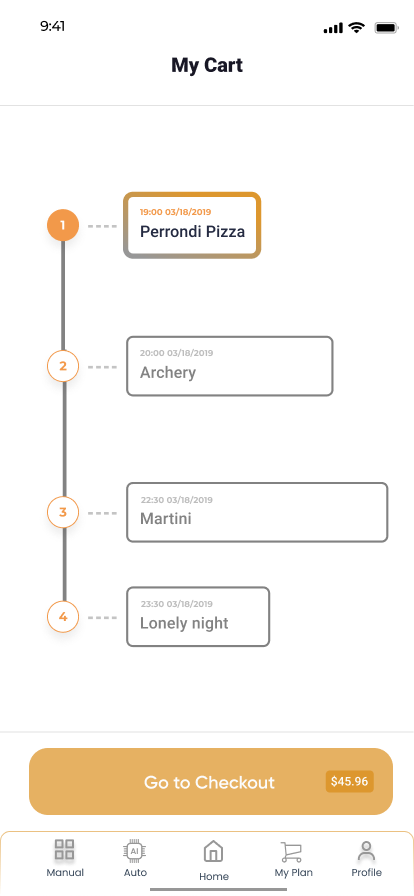 9:41
My Cart
1
19:00 03/18/2019
Perrondi Pizza
2
20:00 03/18/2019
Archery
3
22:30 03/18/2019
Martini
4
23:30 03/18/2019
Lonely night
Go to Checkout
$45.96
AI
Manual
Auto
Home
My Plan
Profile